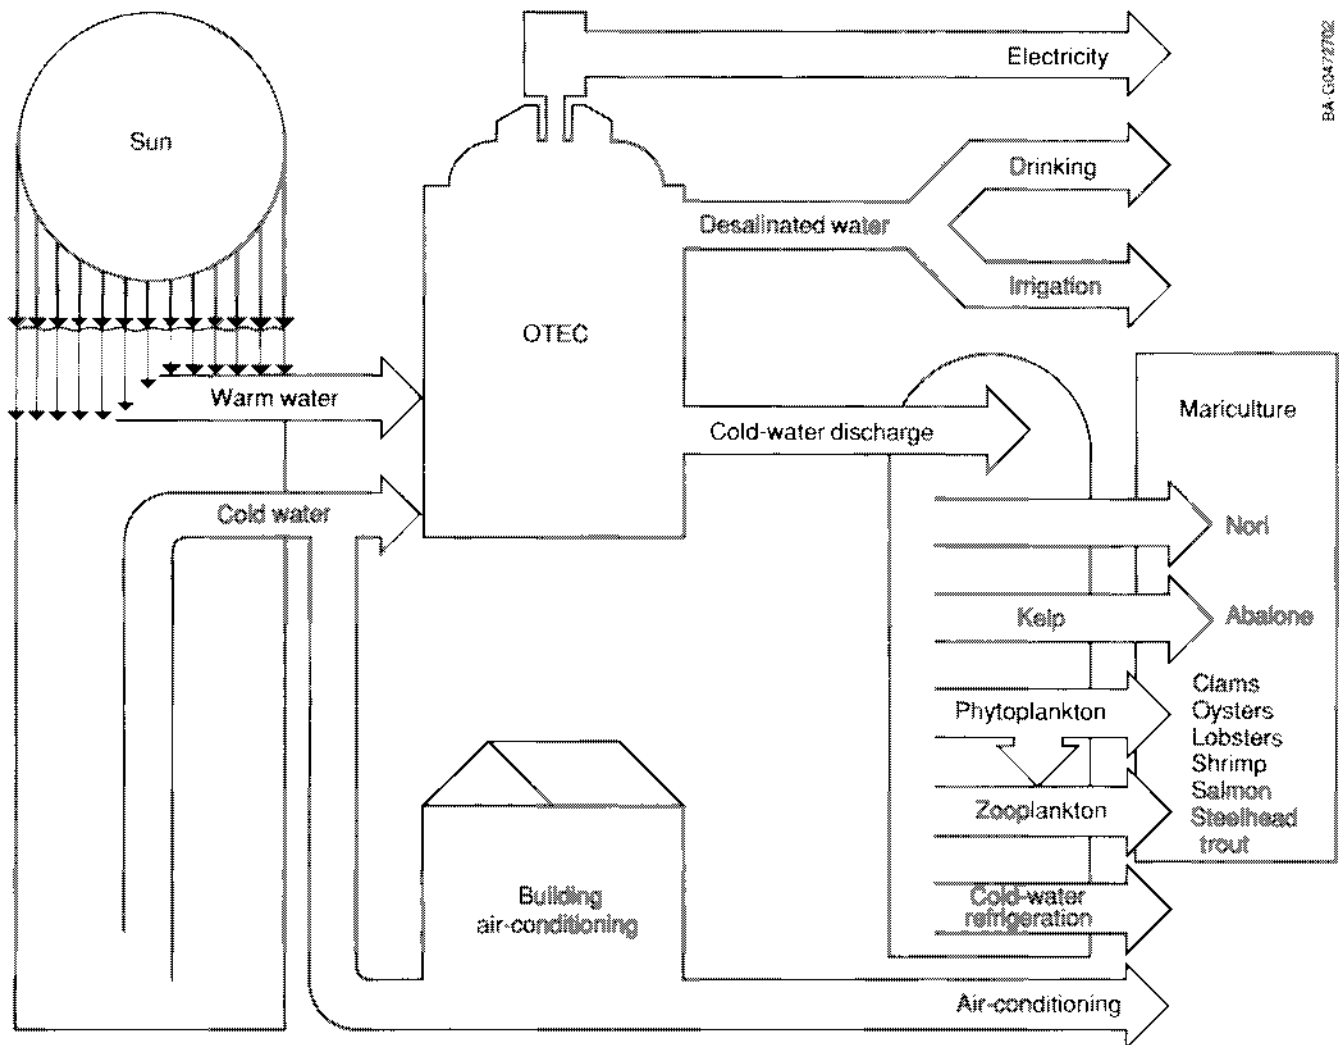 BA-G0472702
Electricity
Sun
Drinking
Desalinated water
Irrigation
OTEC
Warm water
Mariculture
Cold-water discharge
Cold water
Nori
Kelp
Abalone
Phytoplankton
Clams
Oysters
Lobsters
Shrimp
Salmon
Steelhead
trout
Zooplankton
Cold-water
refrigeration
Building
air-conditioning
Air-conditioning